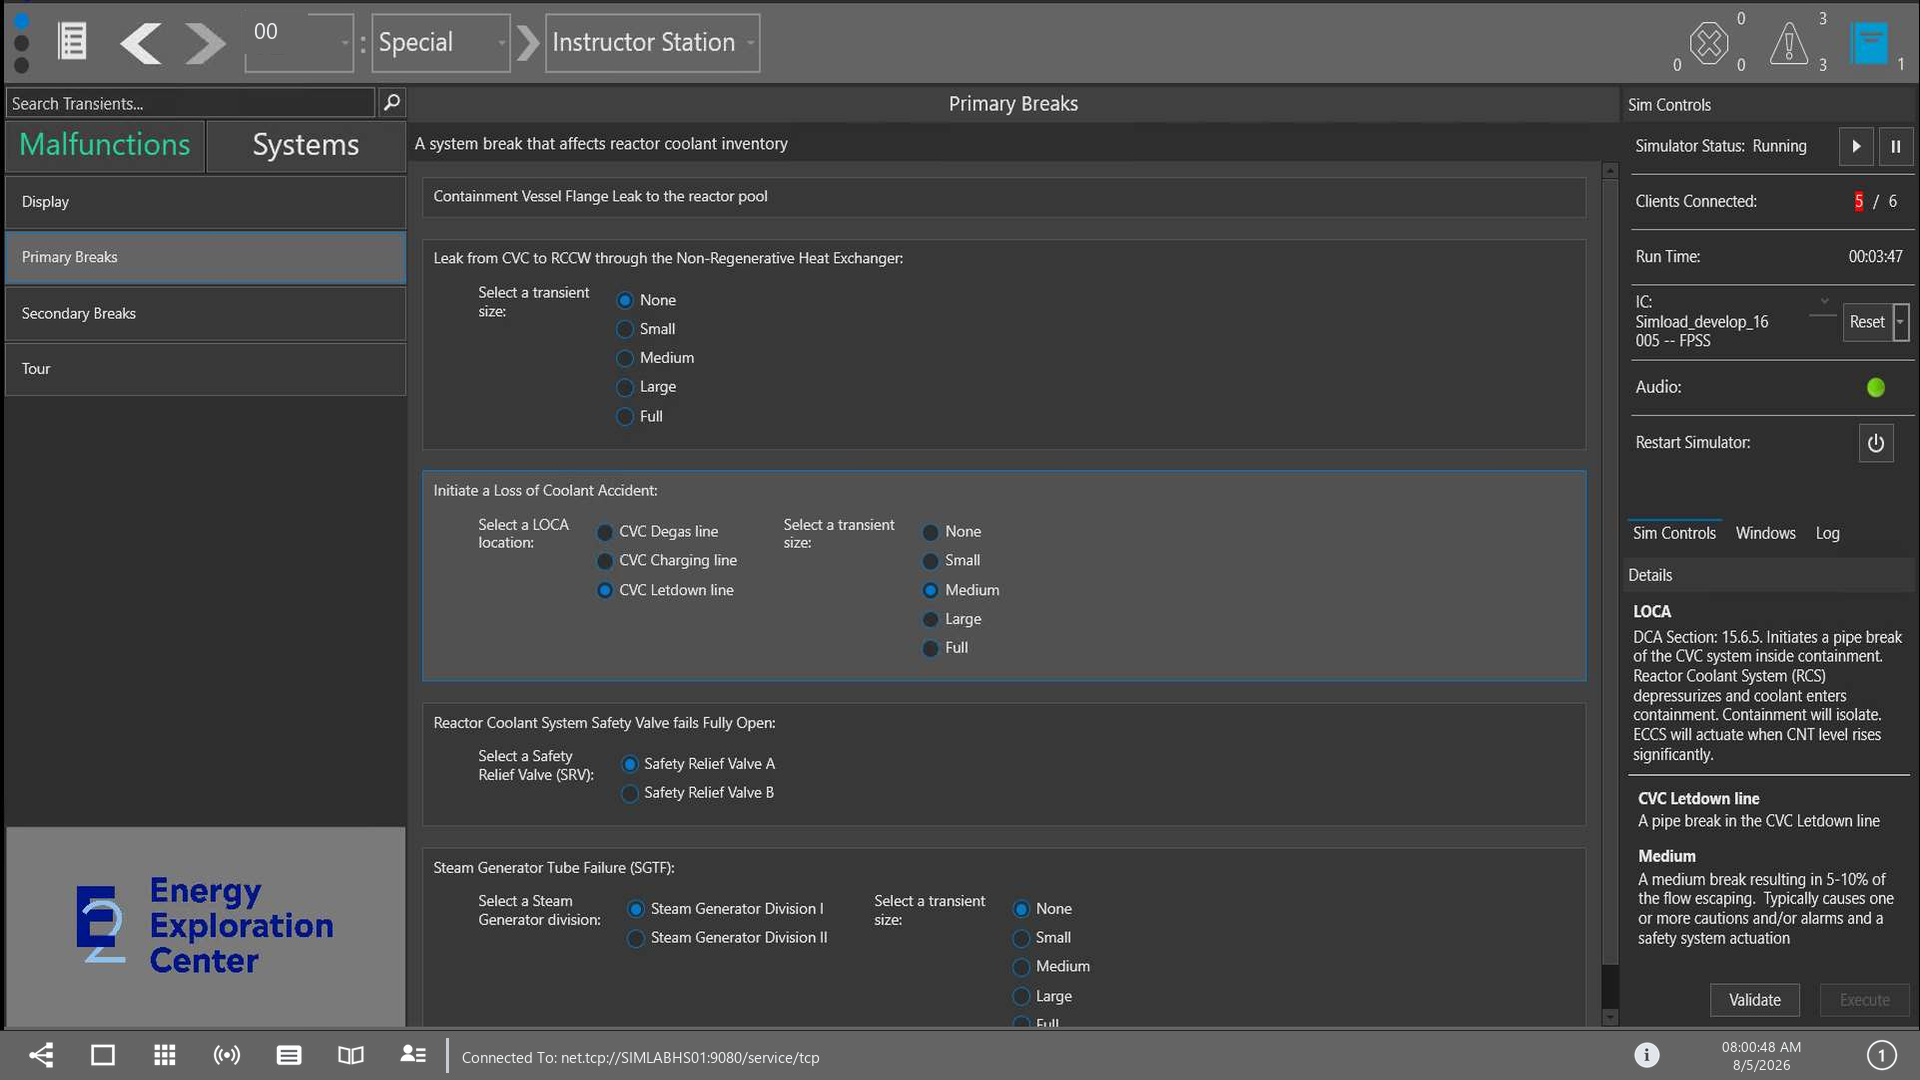 00
:
Special
Instructor Station
0
0
0
3
3
1
Search Transients...
Malfunctions
Systems
Display
Primary Breaks
Secondary Breaks
Tour
Energy
Exploration
Center
Primary Breaks
A system break that affects reactor coolant inventory
Containment Vessel Flange Leak to the reactor pool
Leak from CVC to RCCW through the Non-Regenerative Heat Exchanger:
Select a transient
size:
None
Small
Medium
Large
Full
Initiate a Loss of Coolant Accident:
Select a LOCA
location:
CVC Degas line
CVC Charging line
CVC Letdown line
Select a transient
size:
None
Small
Medium
Large
Full
Reactor Coolant System Safety Valve fails Fully Open:
Select a Safety
Relief Valve (SRV):
Safety Relief Valve A
Safety Relief Valve B
Steam Generator Tube Failure (SGTF):
Select a Steam
Generator division:
Steam Generator Division I
Steam Generator Division II
Select a transient
size:
None
Small
Medium
Large
Full
Sim Controls
Simulator Status: Running
Clients Connected: 5 / 6
Run Time: 00:03:47
IC:
Simload_develop_16
005 -- FPSS
Reset
Audio:
Restart Simulator:
Sim Controls Windows Log
Details
LOCA
DCA Section: 15.6.5. Initiates a pipe break
of the CVC system inside containment.
Reactor Coolant System (RCS)
depressurizes and coolant enters
containment. Containment will isolate.
ECCS will actuate when CNT level rises
significantly.
CVC Letdown line
A pipe break in the CVC Letdown line
Medium
A medium break resulting in 5-10% of
the flow escaping.  Typically causes one
or more cautions and/or alarms and a
safety system actuation
Validate
Execute
Connected To: net.tcp://SIMLABHS01:9080/service/tcp
08:00:48 AM
8/5/2026
1